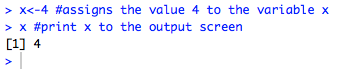 > x<-4 #assigns the value 4 to the variable x
> x #print x to the output screen
[1] 4
>